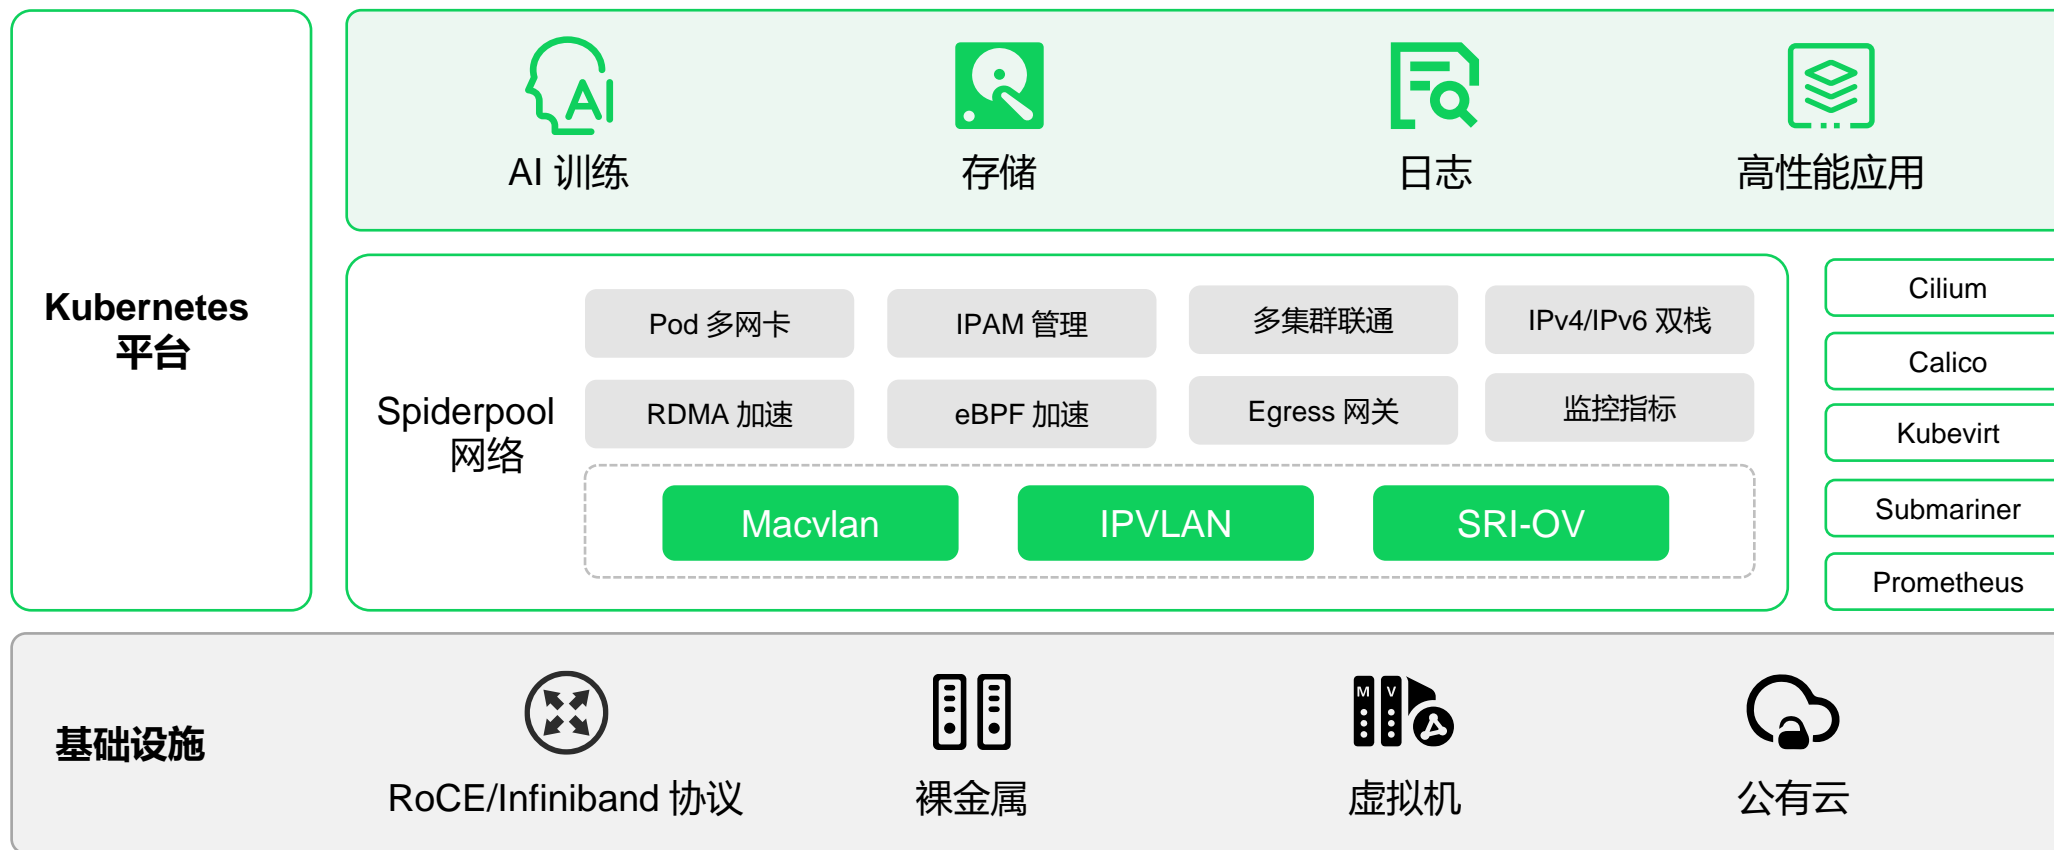 Kubernetes
平台
AI
AI 训练
存储
日志
高性能应用
Spiderpool
网络
Pod 多网卡
IPAM 管理
多集群联通
IPv4/IPv6 双栈
RDMA 加速
eBPF 加速
Egress 网关
监控指标
Macvlan
IPVLAN
SRI-OV
Cilium
Calico
Kubevirt
Submariner
Prometheus
基础设施
RoCE/Infiniband 协议
裸金属
M V
虚拟机
公有云